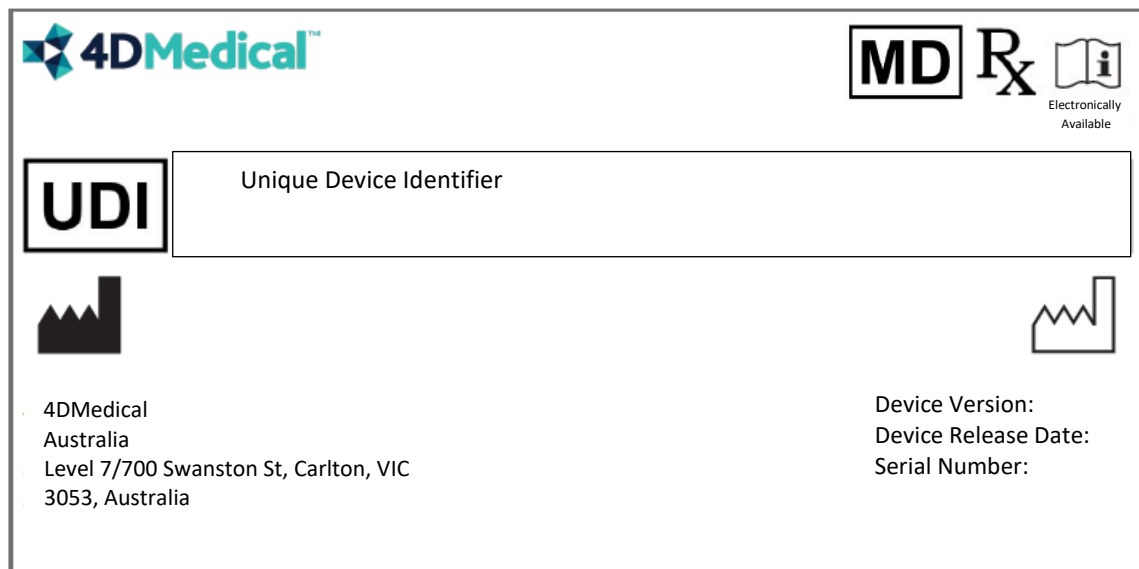 4DMedical™
MD Rx i
Electronically
Available
UDI
Unique Device Identifier
4DMedical
Australia
Level 7/700 Swanston St, Carlton, VIC
3053, Australia
Device Version:
Device Release Date:
Serial Number: